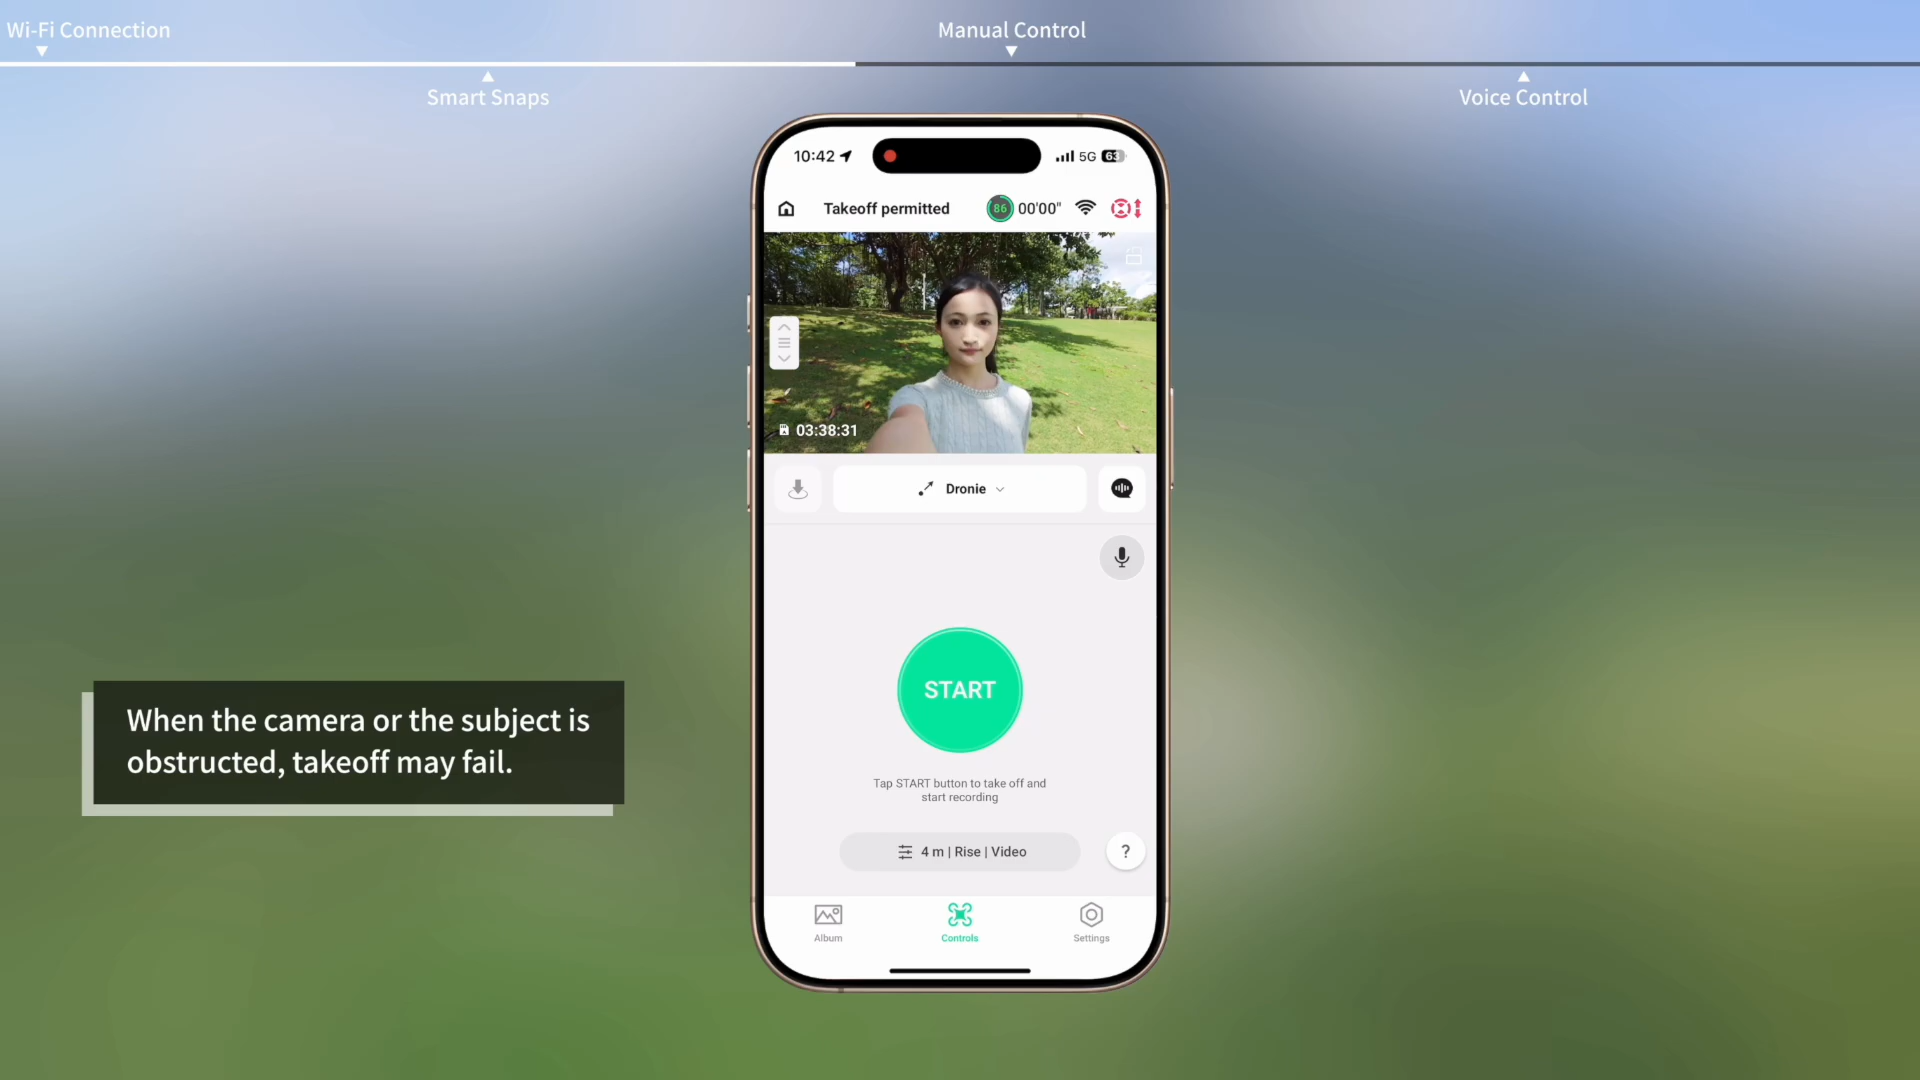 Wi-Fi Connection
Manual Control
Smart Snaps
Voice Control
10:42
5G
63
Takeoff permitted
86
00'00"
03:38:31
Dronie
START
Tap START button to take off and
start recording
4 m | Rise | Video
?
Album
Controls
Settings
When the camera or the subject is
obstructed, takeoff may fail.